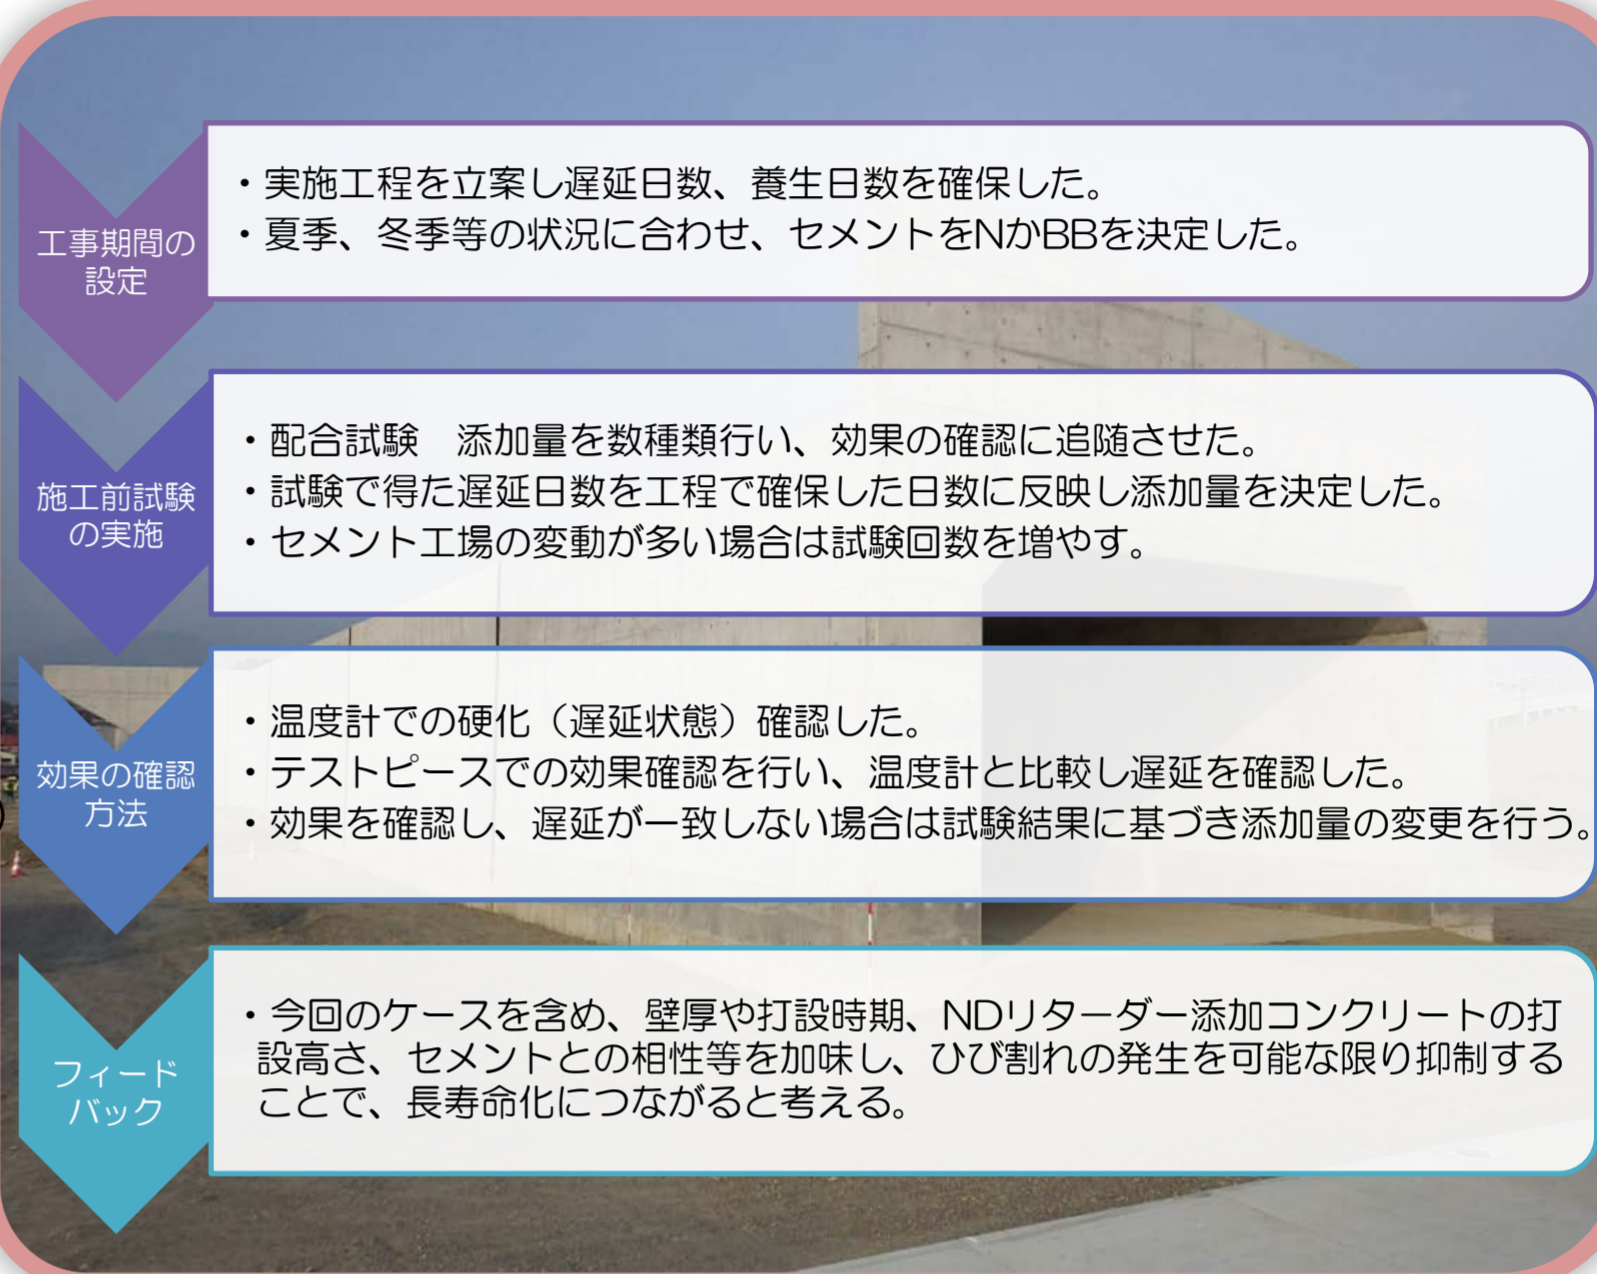 工事期間の
設定
・実施工程を立案し遅延日数、養生日数を確保した。
・夏季、冬季等の状況に合わせ、セメントをNかBBを決定した。
施工前試験
の実施
・配合試験　添加量を数種類行い、効果の確認に追随させた。
・試験で得た遅延日数を工程で確保した日数に反映し添加量を決定した。
・セメント工場の変動が多い場合は試験回数を増やす。
効果の確認
方法
・温度計での硬化（遅延状態）確認した。
・テストピースでの効果確認を行い、温度計と比較し遅延を確認した。
・効果を確認し、遅延が一致しない場合は試験結果に基づき添加量の変更を行う。
フィード
バック
・今回のケースを含め、壁厚や打設時期、NDリターダー添加コンクリートの打
設高さ、セメントとの相性等を加味し、ひび割れの発生を可能な限り抑制する
ことで、長寿命化につながると考える。